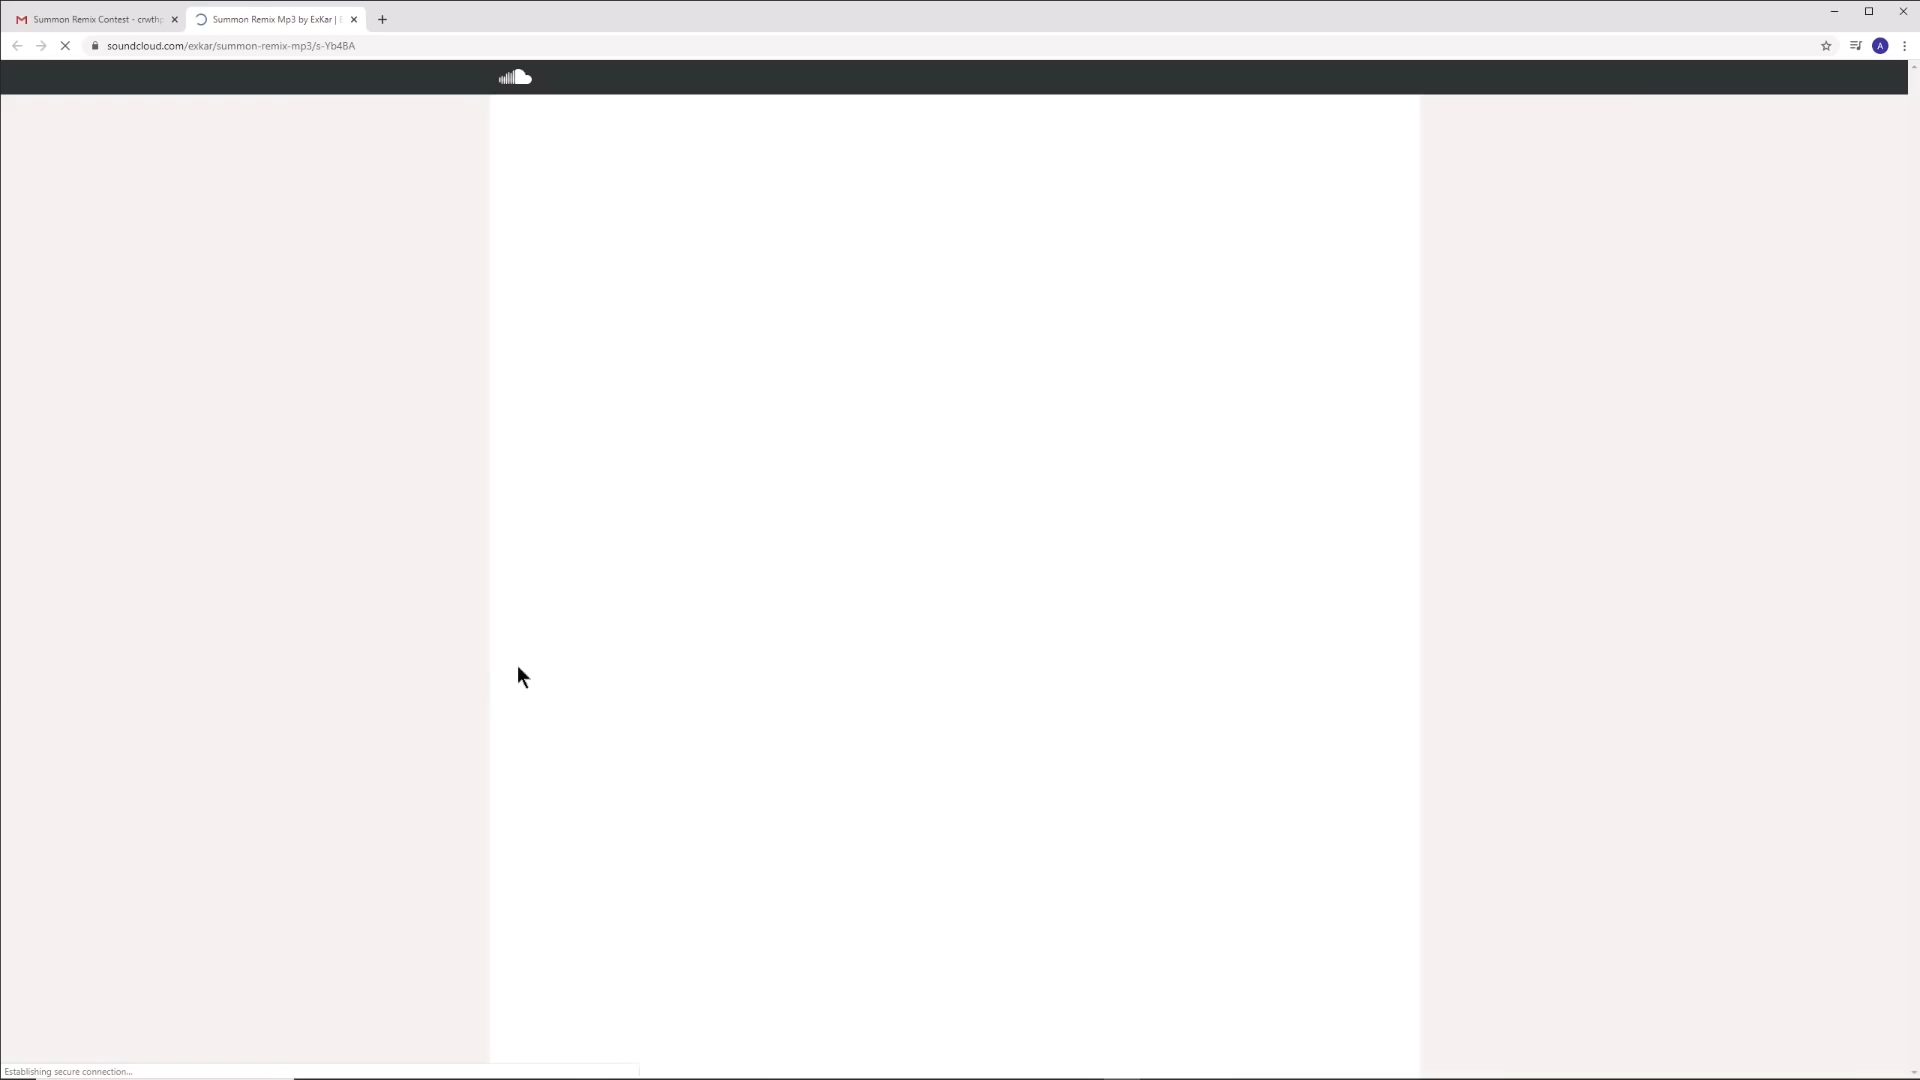 Summon Remix Contest - crwth
Summon Remix Mp3 by ExKar |
soundcloud.com/exkar/summon-remix-mp3/s-Yb4BA
A
Establishing secure connection...